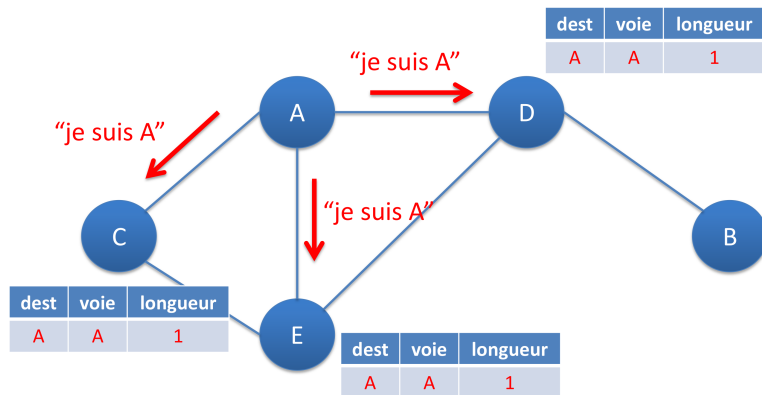 dest voie longueur
A A 1
“je suis A”
A
D
“je suis A”
“je suis A”
C
B
dest voie longueur
A A 1
E
dest voie longueur
A A 1